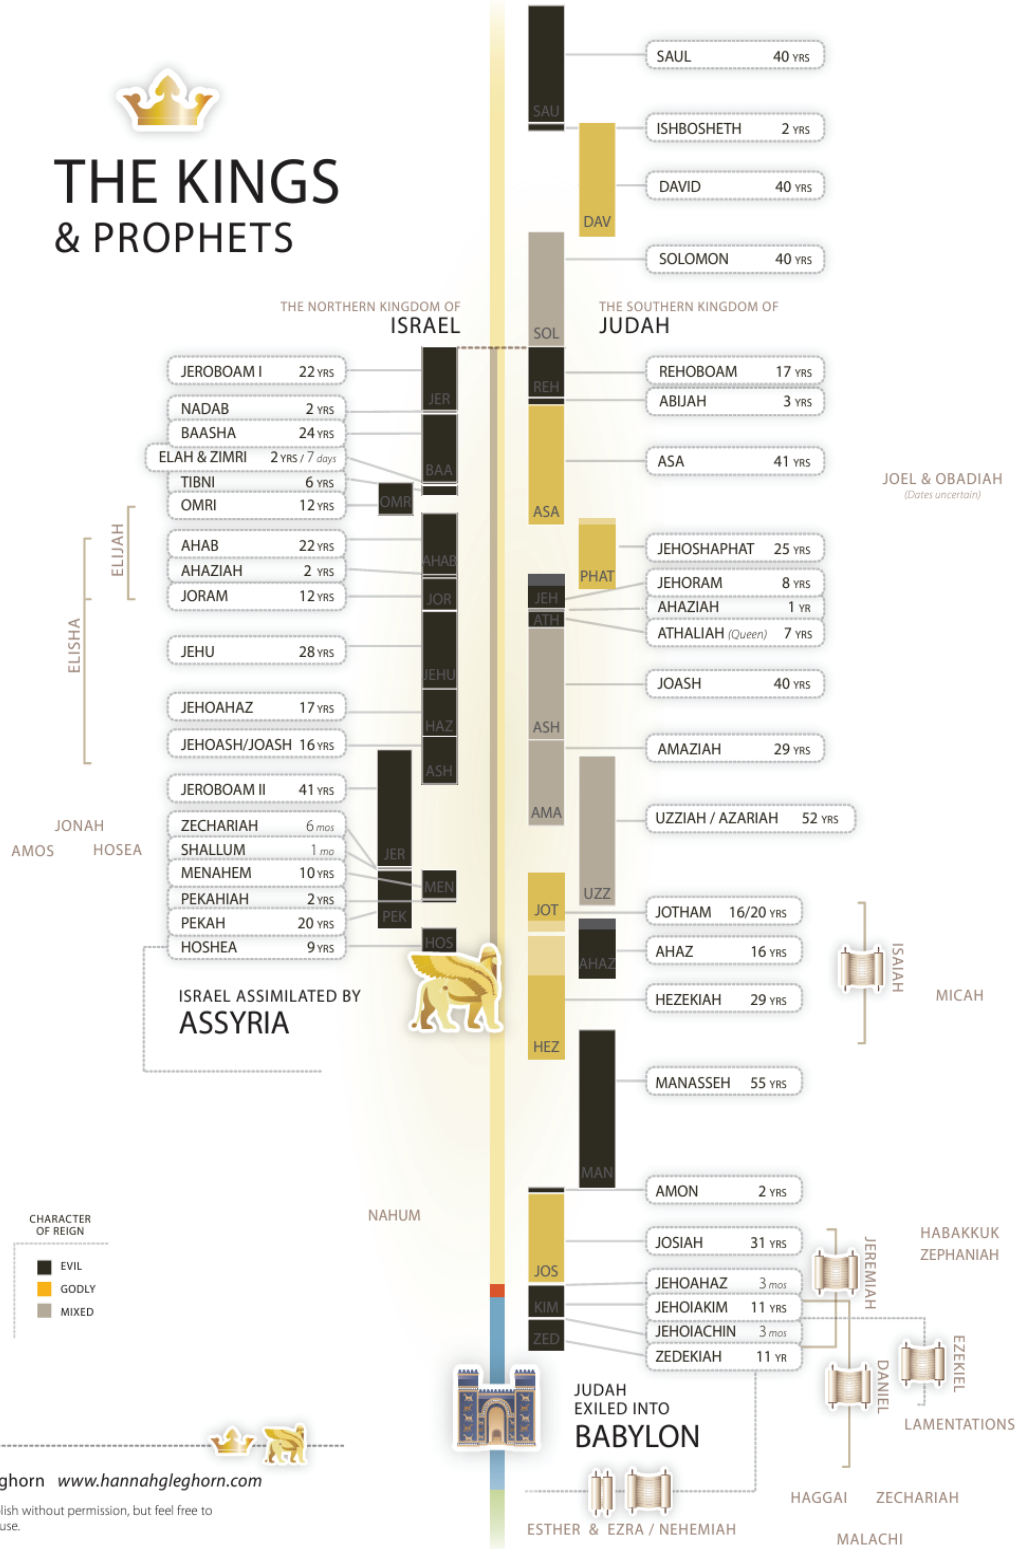 THE KINGS
& PROPHETS
SAU
SAUL 40 YRS
ISHBOSHETH 2 YRS
DAVID 40 YRS
DAV
SOLOMON 40 YRS
SOL
THE NORTHERN KINGDOM OF
ISRAEL
THE SOUTHERN KINGDOM OF
JUDAH
JEROBOAM I 22 YRS
JER
NADAB 2 YRS
BAASHA 24 YRS
BAA
ELAH & ZIMRI 2 YRS / 7 days
TIBNI 6 YRS
OMRI 12 YRS
OMR
ELIJAH
AHAB 22 YRS
AHAB
AHAZIAH 2 YRS
JORAM 12 YRS
JOR
ELISHA
JEHU 28 YRS
JEHU
JEHOAHAZ 17 YRS
HAZ
JEHOASH/JOASH 16 YRS
ASH
JEROBOAM II 41 YRS
JER
JONAH
AMOS HOSEA
ZECHARIAH 6 mos
SHALLUM 1 mo
MENAHEM 10 YRS
MEN
PEKAHIAH 2 YRS
PEKAH 20 YRS
PEK
HOSHEA 9 YRS
HOS
ISRAEL ASSIMILATED BY
ASSYRIA
REH
REHOBOAM 17 YRS
ABIJAH 3 YRS
ASA 41 YRS
ASA
JOEL & OBADIAH
(Dates uncertain)
JEHOSHAPHAT 25 YRS
PHAT
JEHORAM 8 YRS
JEH
AHAZIAH 1 YR
ATHALIAH (Queen) 7 YRS
ATH
JOASH 40 YRS
ASH
AMAZIAH 29 YRS
AMA
UZZIAH / AZARIAH 52 YRS
UZZ
JOTHAM 16/20 YRS
JOT
AHAZ 16 YRS
AHAZ
ISAIAH
MICAH
HEZEKIAH 29 YRS
HEZ
MANASSEH 55 YRS
MAN
AMON 2 YRS
NAHUM
JOSIAH 31 YRS
JOS
HABAKKUK
ZEPHANIAH
JEREMIAH
JEHOAHAZ 3 mos
JEHOIAKIM 11 YRS
KIM
JEHOIACHIN 3 mos
ZEDEKIAH 11 YR
ZED
EZEKIEL
DANIEL
LAMENTATIONS
JUDAH
EXILED INTO
BABYLON
HAGGAI ZECHARIAH
MALACHI
ESTHER & EZRA / NEHEMIAH
CHARACTER
OF REIGN
EVIL
GODLY
MIXED
ghorn www.hannahgleghorn.com
lish without permission, but feel free to
use.